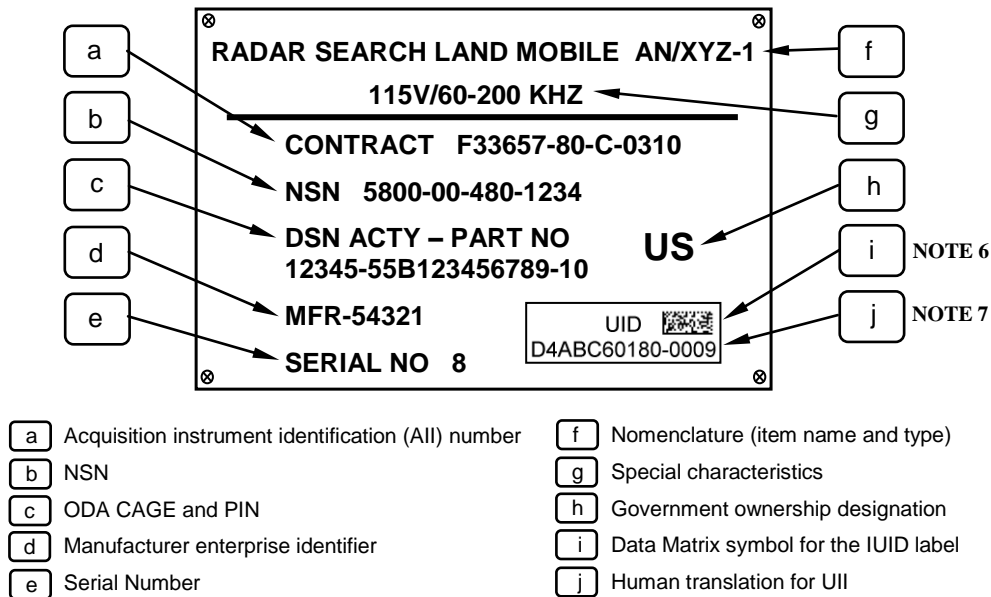 a
RADAR SEARCH LAND MOBILE AN/XYZ-1
f
115V/60-200 KHZ
b
g
CONTRACT F33657-80-C-0310
c
NSN 5800-00-480-1234
h
DSN ACTY – PART NO
12345-55B123456789-10
US
d
i NOTE 6
MFR-54321
UID
e
j NOTE 7
D4ABC60180-0009
SERIAL NO 8
a Acquisition instrument identification (AII) number
b NSN
c ODA CAGE and PIN
d Manufacturer enterprise identifier
e Serial Number
f Nomenclature (item name and type)
g Special characteristics
h Government ownership designation
i Data Matrix symbol for the IUID label
j Human translation for UII